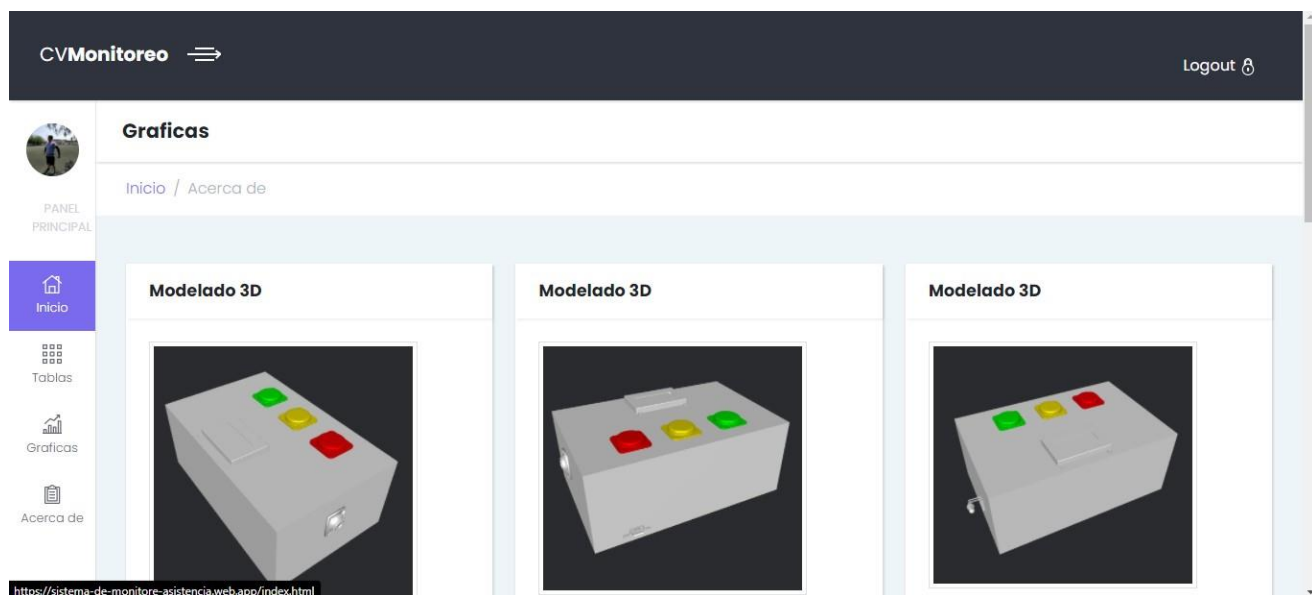 CVMonitoreo
Logout
Graficas
Inicio / Acerca de
PANEL
PRINCIPAL
Inicio
Tablas
Graficas
Acerca de
Modelado 3D
Modelado 3D
Modelado 3D
https://sistema-de-monitore-asistencia.web.app/index.html